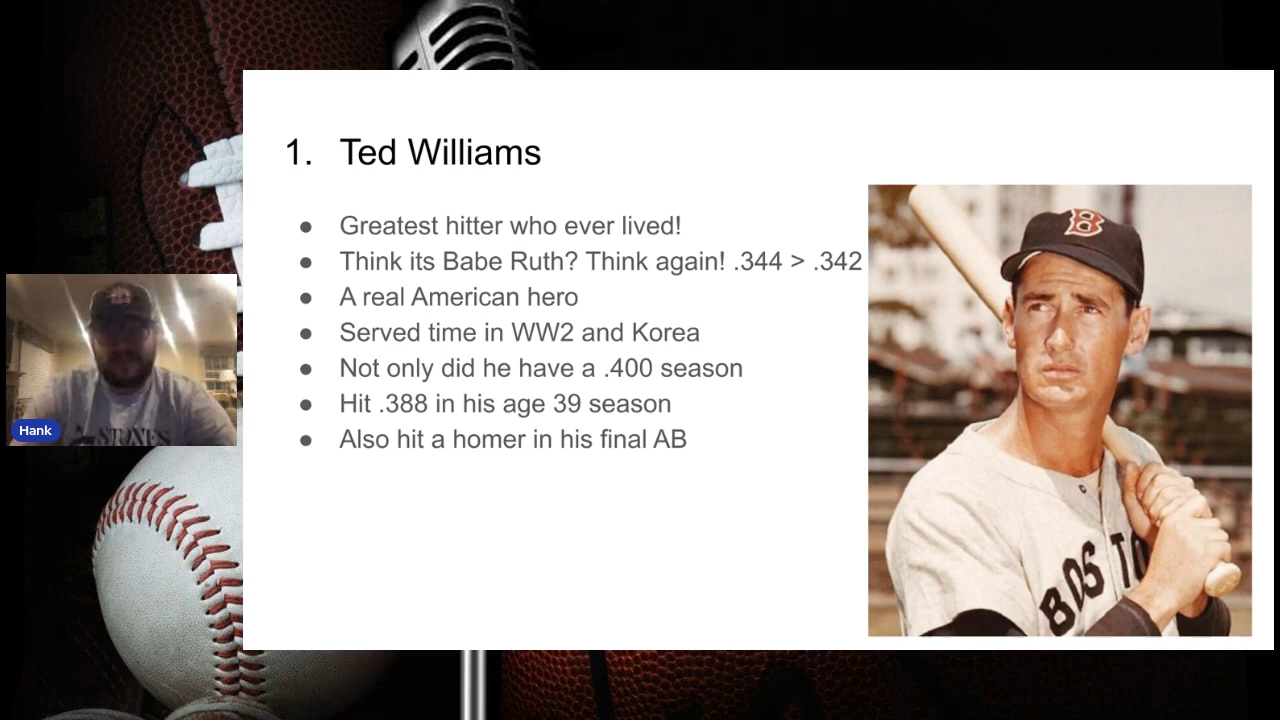 1. Ted Williams
● Greatest hitter who ever lived!
● Think its Babe Ruth? Think again! .344 > .342
● A real American hero
● Served time in WW2 and Korea
● Not only did he have a .400 season
● Hit .388 in his age 39 season
● Also hit a homer in his final AB
B
BOSTO
STONES
Hank